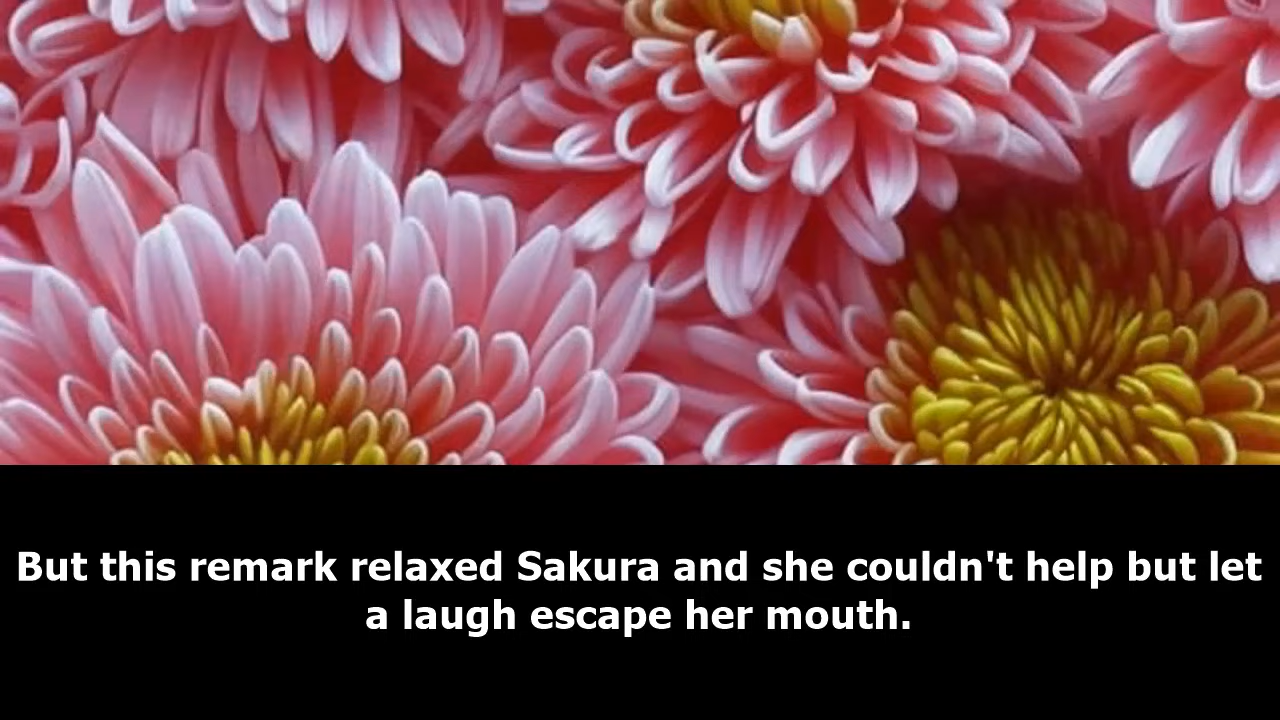 But this remark relaxed Sakura and she couldn't help but let
a laugh escape her mouth.